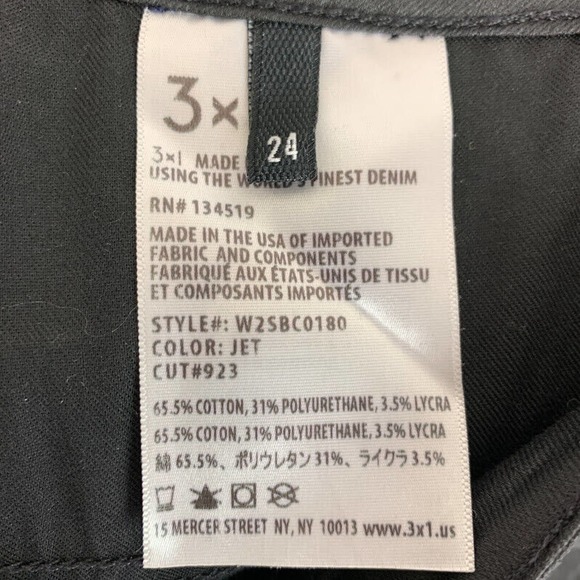 3x
24
3x1 MADE
USING THE WORLD'S FINEST DENIM
RN# 134519
MADE IN THE USA OF IMPORTED
FABRIC AND COMPONENTS
FABRIQUÉ AUX ÉTATS-UNIS DE TISSU
ET COMPOSANTS IMPORTÉS
STYLE#: W2SBC0180
COLOR: JET
CUT#923
65.5% COTTON, 31% POLYURETHANE, 3.5% LYCRA
65.5% COTON, 31% POLYURETHANE, 3.5% LYCRA
綿 65.5%、ポリウレタン 31%、ライクラ 3.5%
15 MERCER STREET NY, NY 10013 www.3x1.us